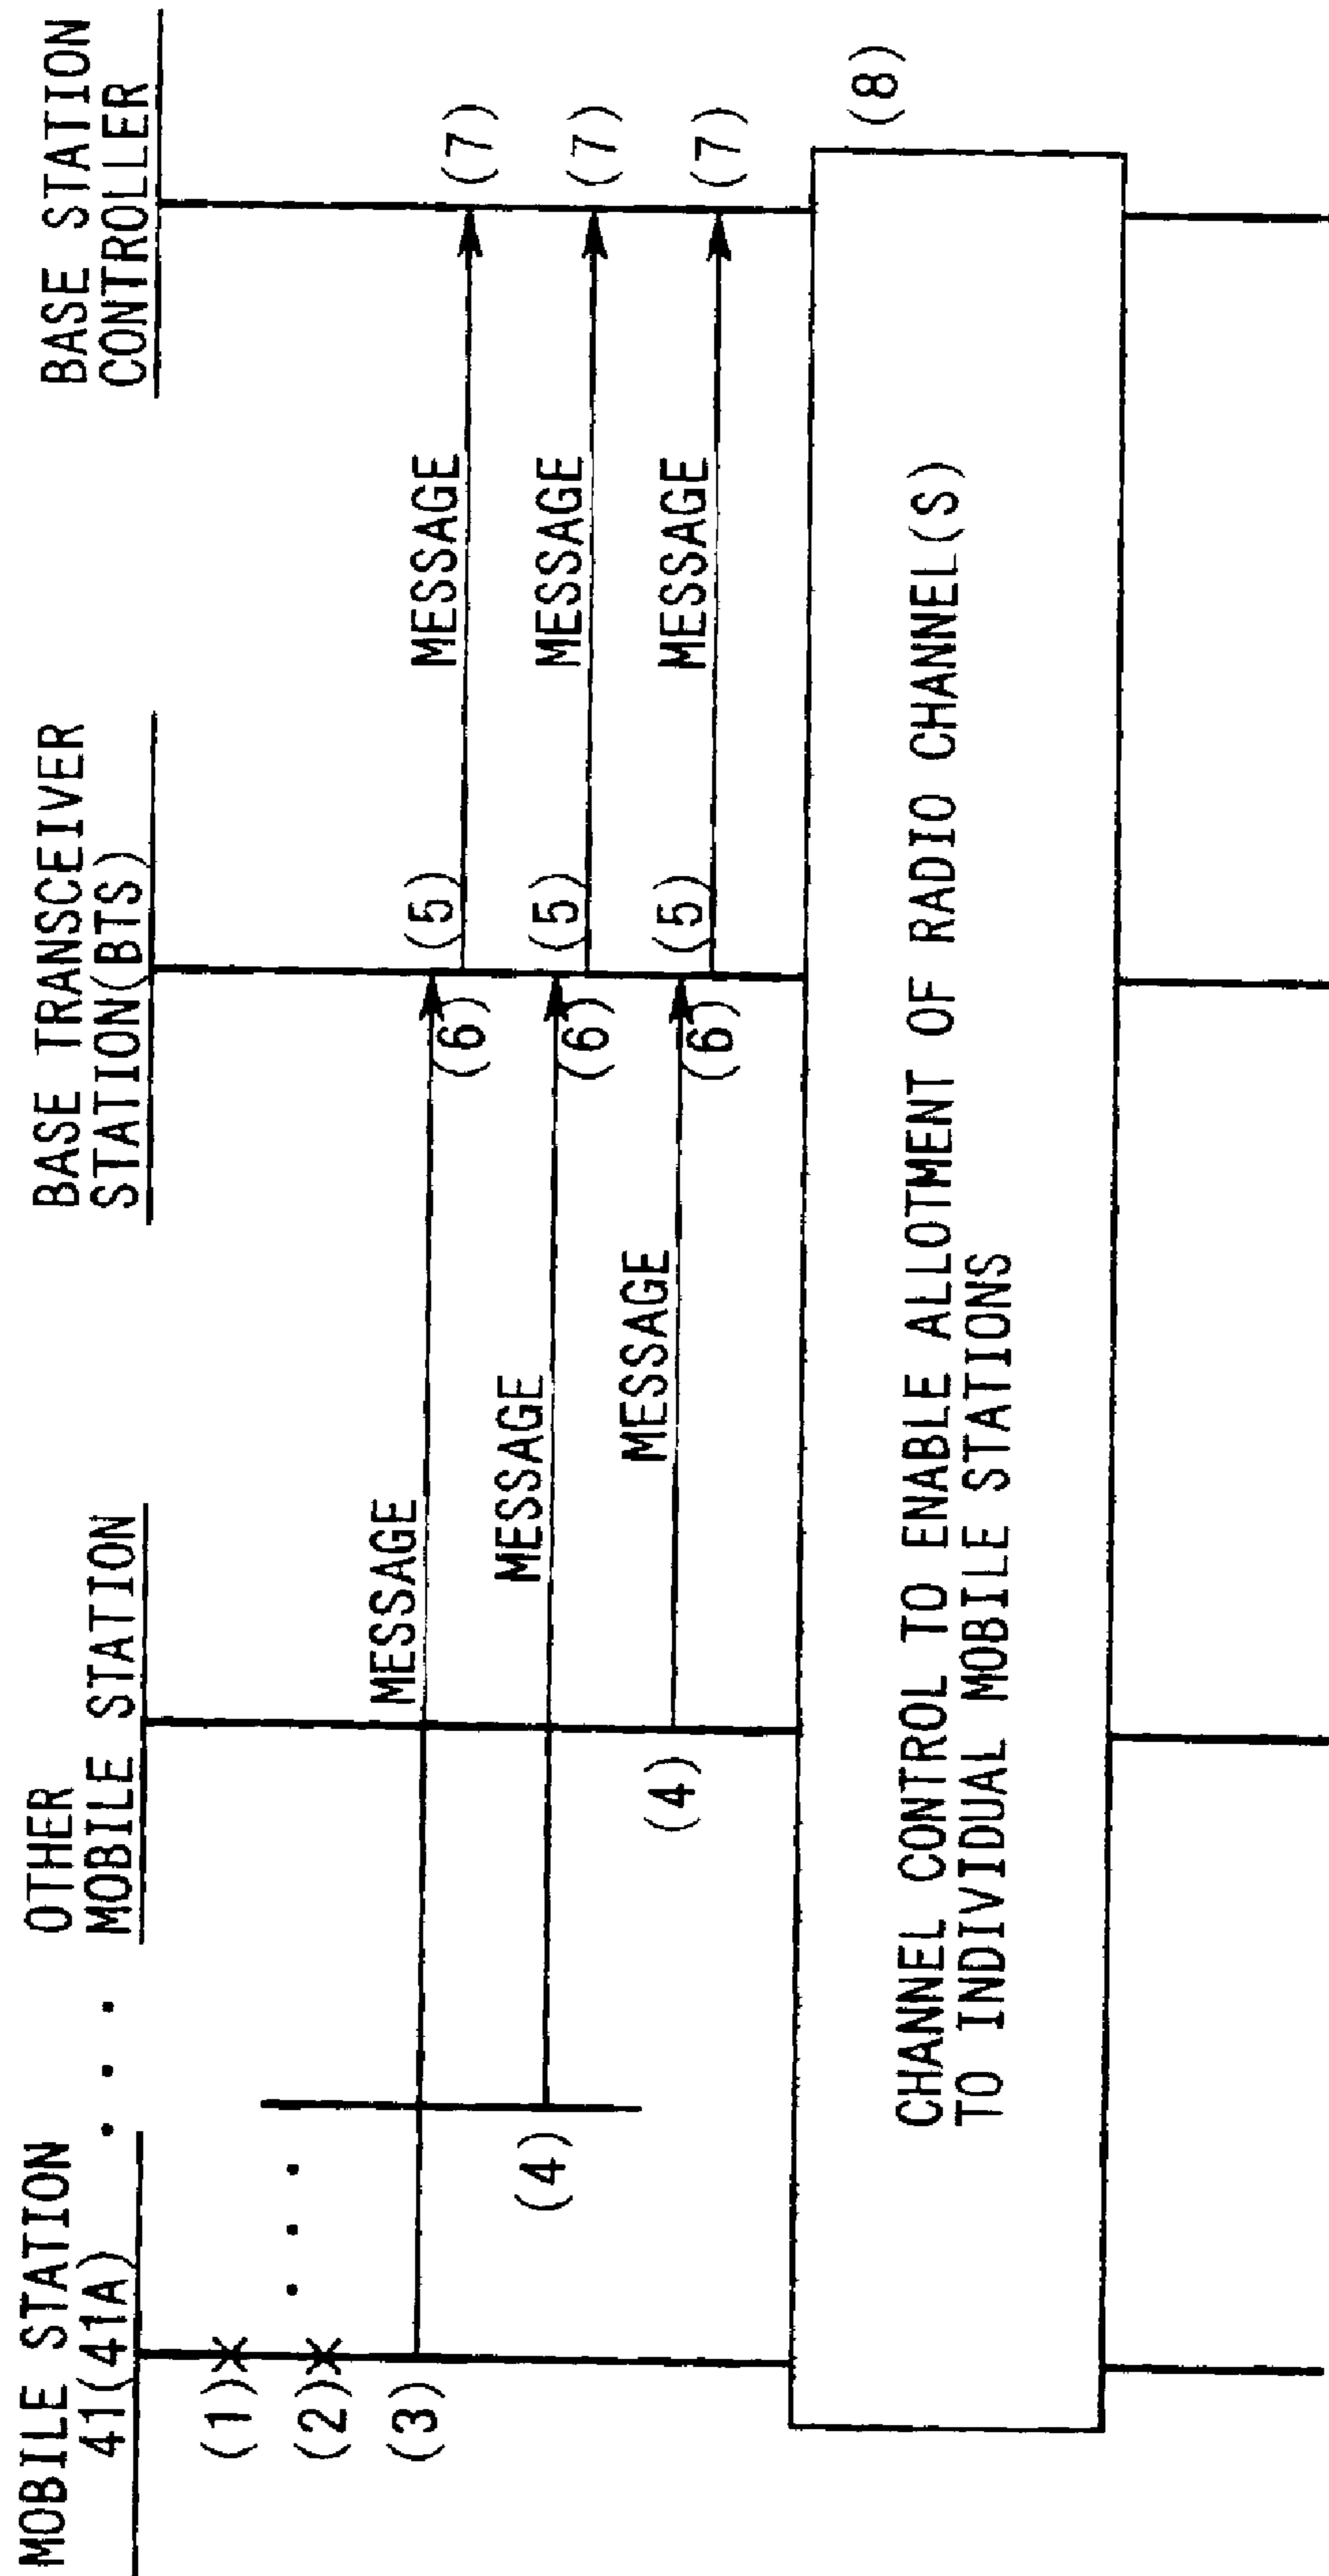 MOBILE STATION
41(41A)
. . .
OTHER
MOBILE STATION
BASE TRANSCEIVER
STATION(BTS)
BASE STATION
CONTROLLER
(1)
(2)
. . .
(3)
MESSAGE
(5)
(6)
MESSAGE
(7)
(4)
MESSAGE
(5)
(6)
MESSAGE
(7)
(4)
MESSAGE
(5)
(6)
MESSAGE
(7)
(8)
CHANNEL CONTROL TO ENABLE ALLOTMENT OF RADIO CHANNEL(S)
TO INDIVIDUAL MOBILE STATIONS